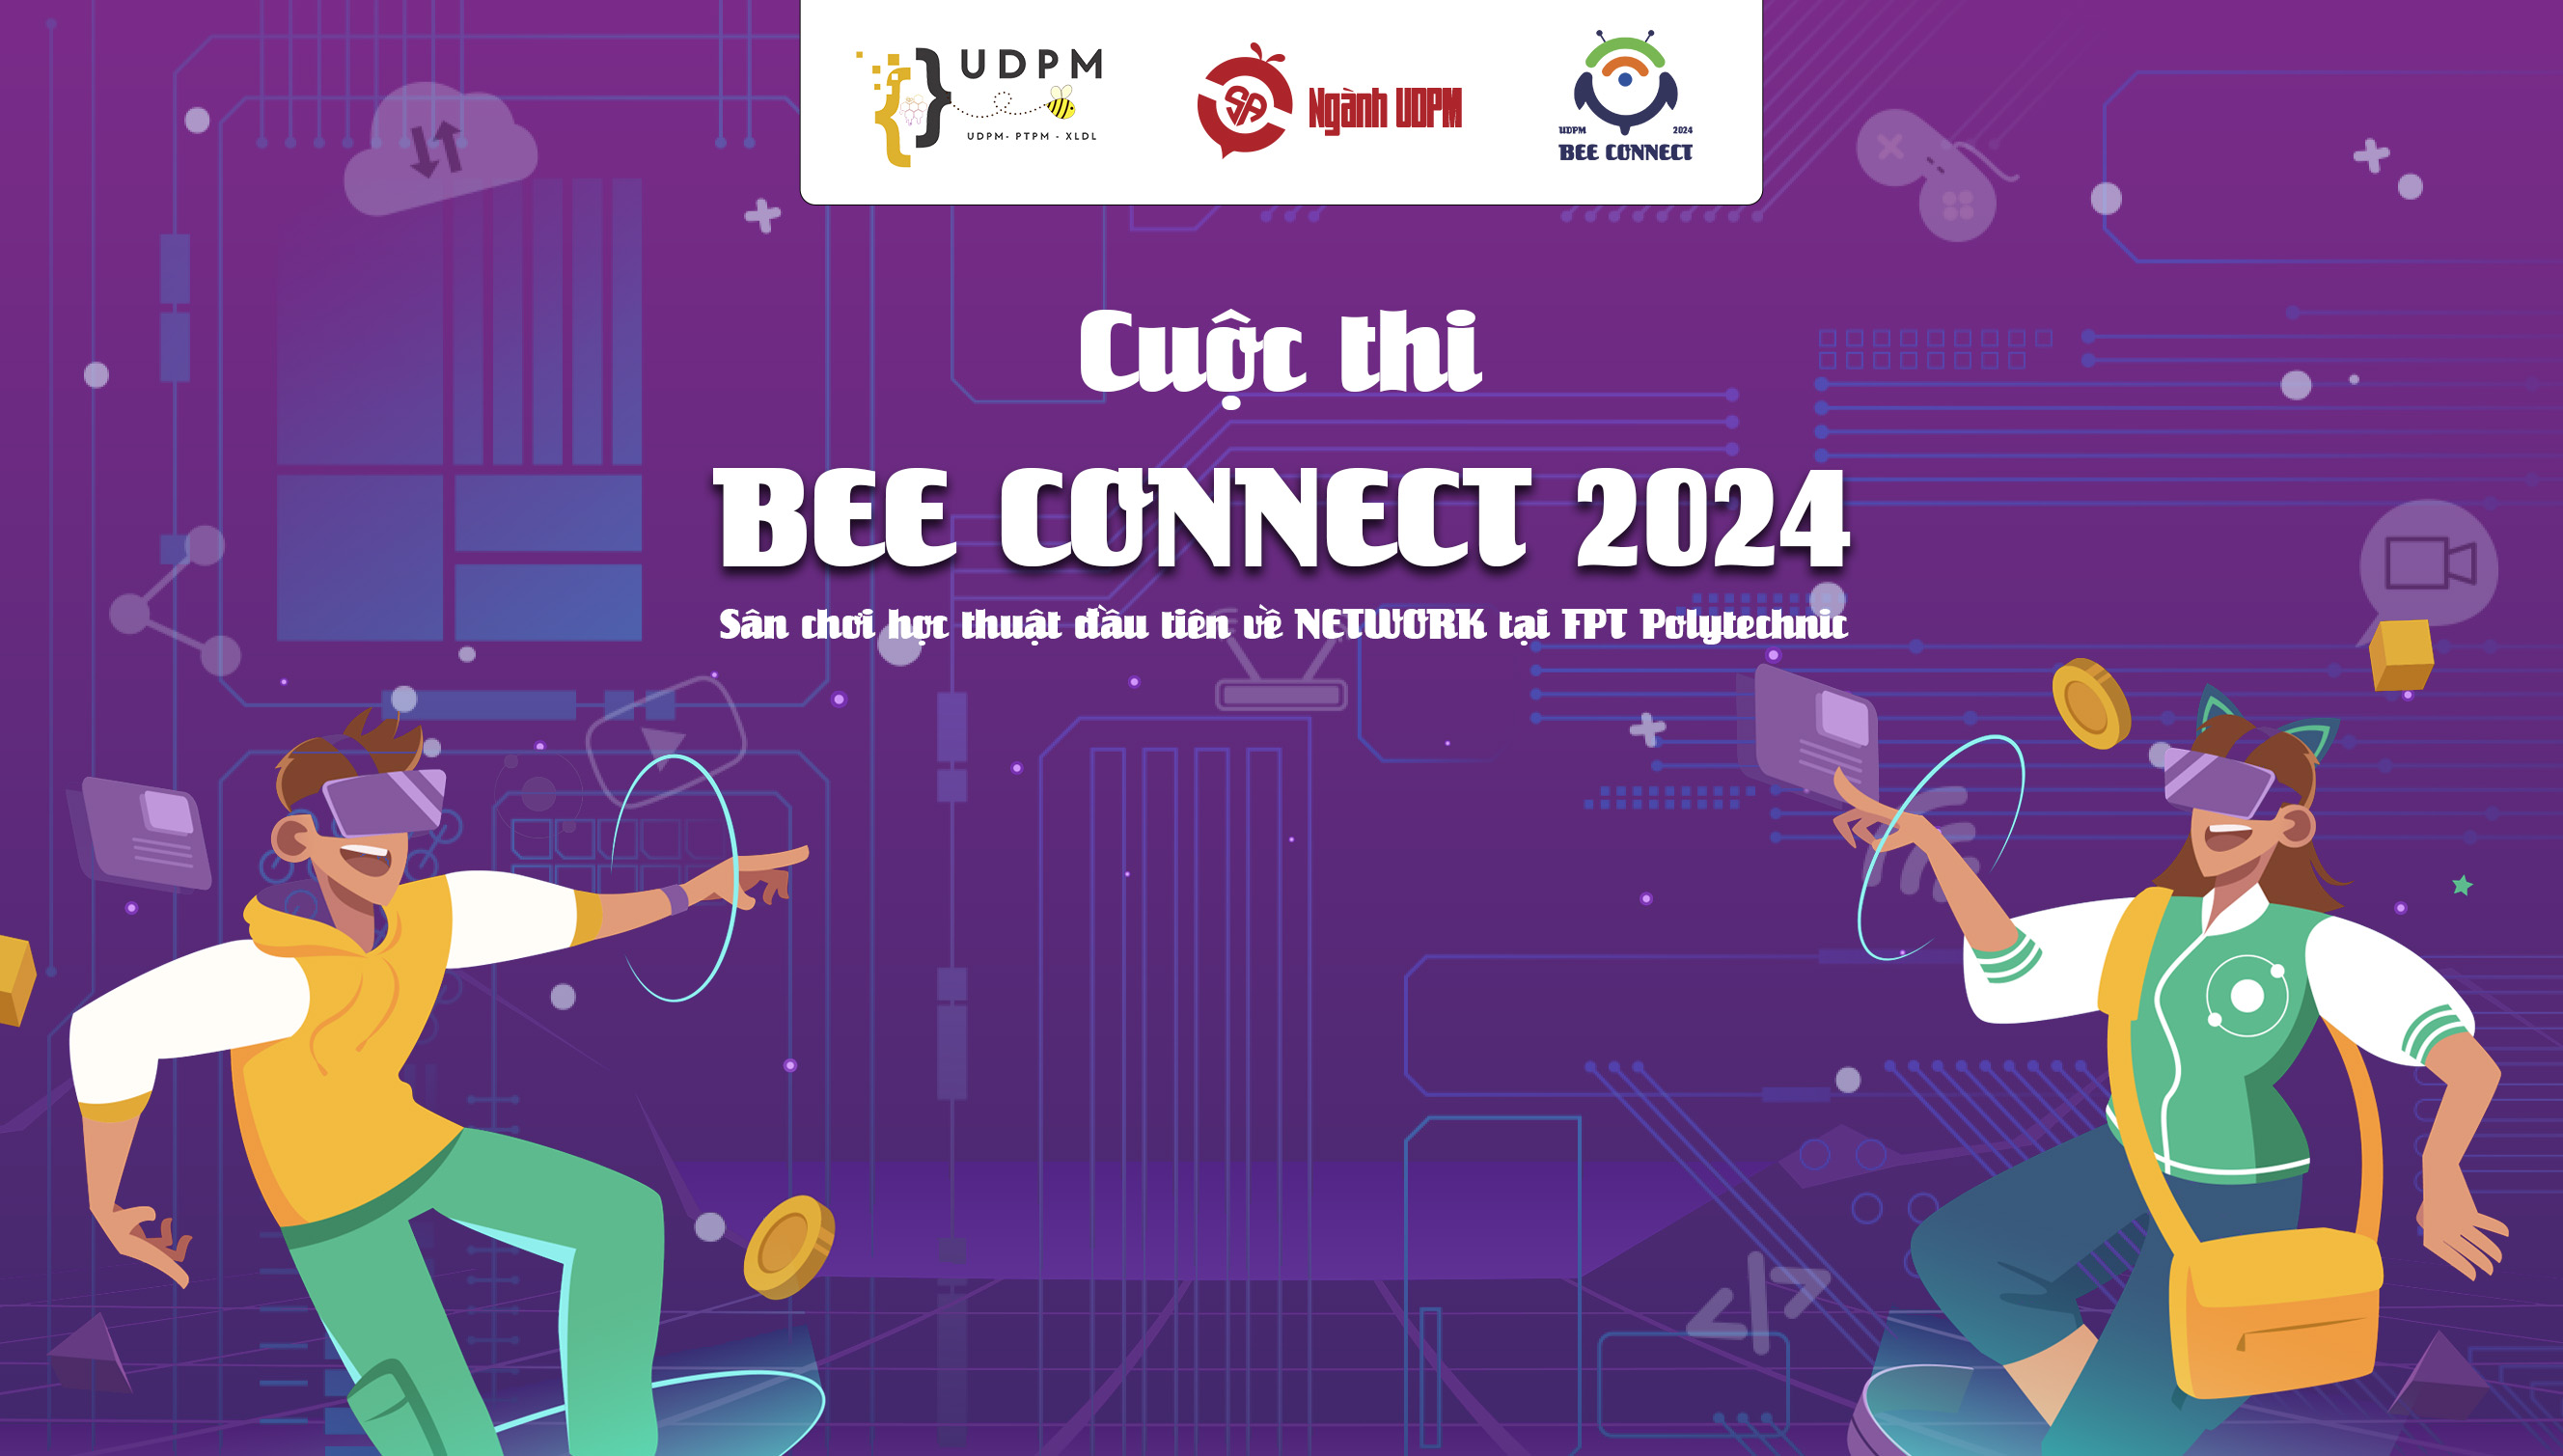 UDPM
UDPM- PTPM - XLDL
SA
Ngành UDPM
UDPM 2024
BEE CONNECT
Cuộc thi
BEE CONNECT 2024
Sân chơi học thuật đầu tiên về NETWORK tại FPT Polytechnic